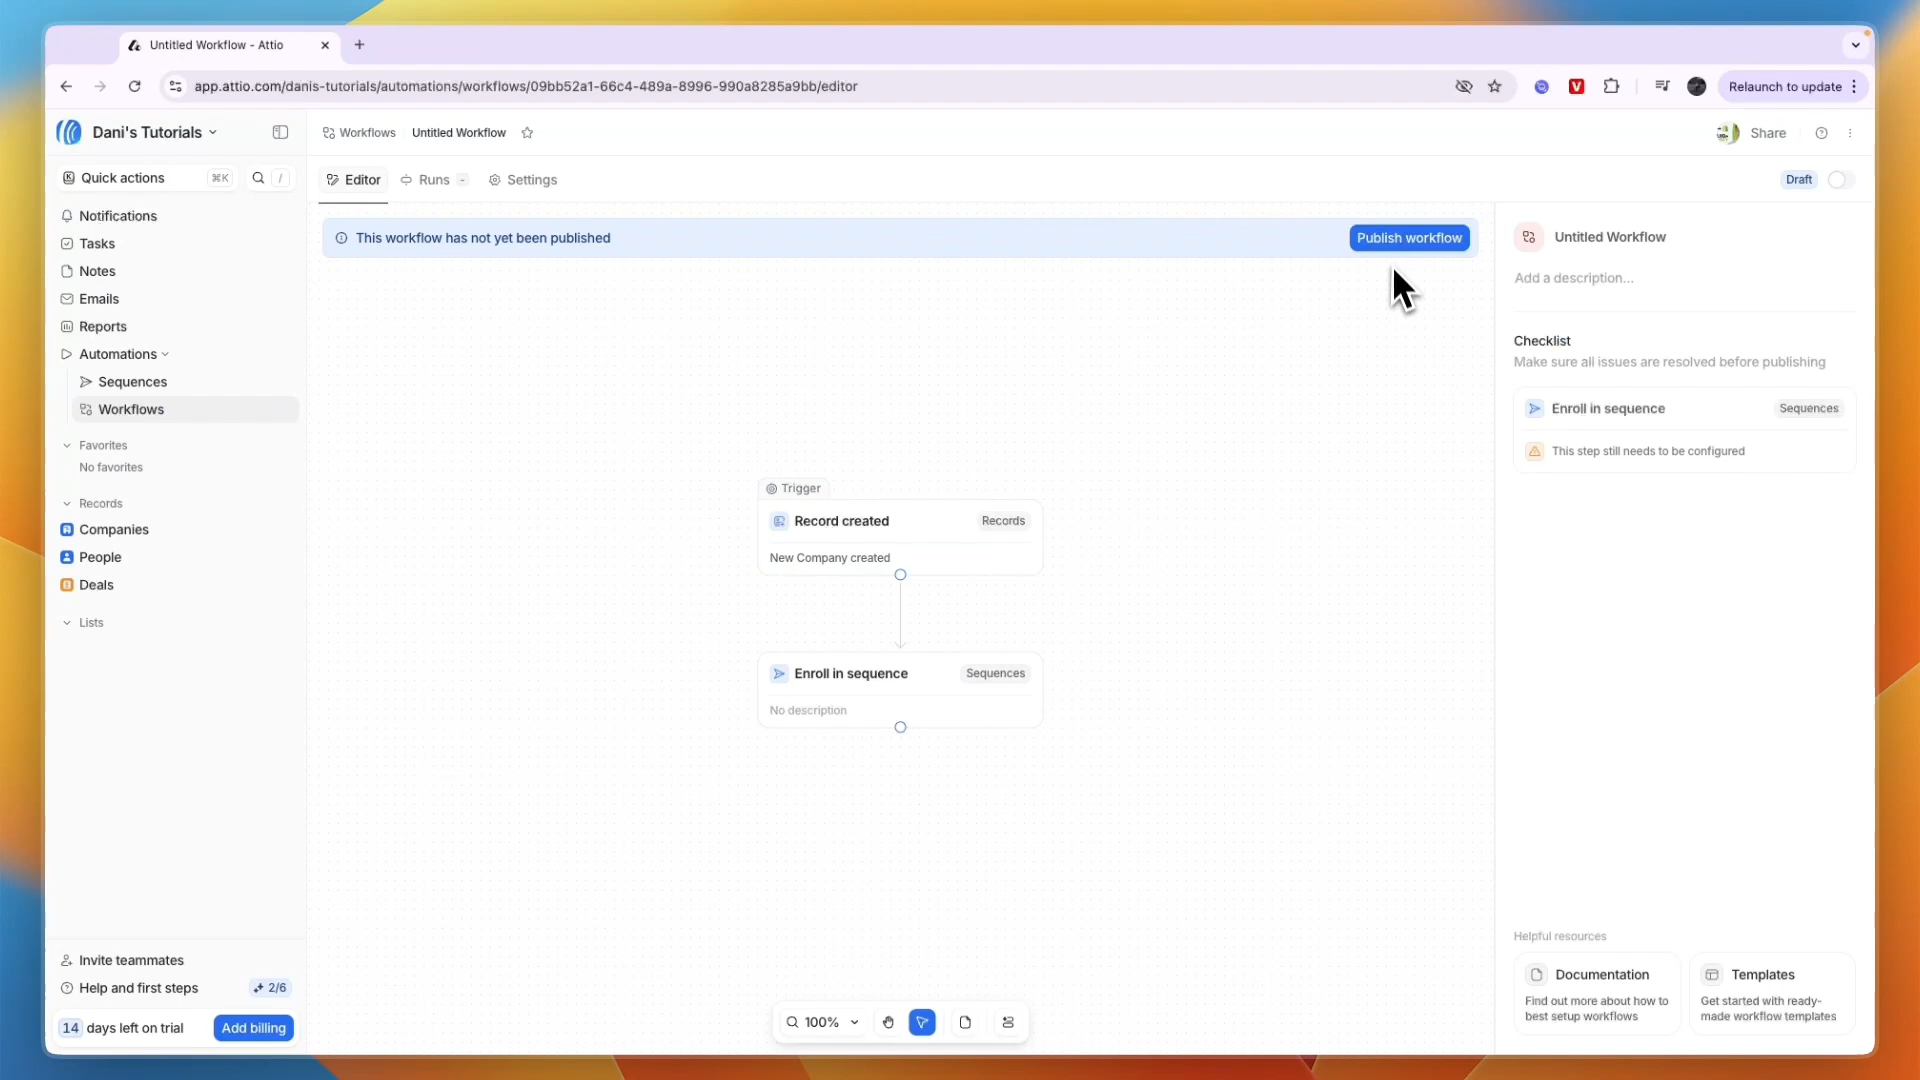 Untitled Workflow - Attio
app.attio.com/danis-tutorials/automations/workflows/09bb52a1-66c4-489a-8996-990a8285a9bb/editor
V
Relaunch to update
Dani's Tutorials
Workflows
Untitled Workflow
Share
Quick actions
⌘K
/
Editor
Runs
-
Settings
Draft
Notifications
Tasks
Notes
Emails
Reports
Automations
Sequences
Workflows
Favorites
No favorites
Records
Companies
People
Deals
Lists
This workflow has not yet been published
Publish workflow
Trigger
Record created
Records
New Company created
Enroll in sequence
Sequences
No description
Untitled Workflow
Add a description...
Checklist
Make sure all issues are resolved before publishing
Enroll in sequence
Sequences
This step still needs to be configured
Helpful resources
Documentation
Find out more about how to
best setup workflows
Templates
Get started with ready-
made workflow templates
Invite teammates
Help and first steps
2/6
14 days left on trial
Add billing
100%